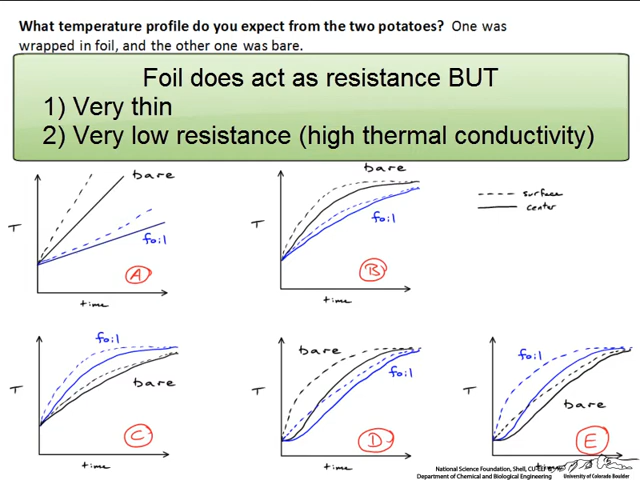 What temperature profile do you expect from the two potatoes? One was
wrapped in foil, and the other one was bare.
Foil does act as resistance BUT
1) Very thin
2) Very low resistance (high thermal conductivity)
bare
T
foil
A
time
bare
T
foil
B
time
surface
center
foil
T
bare
C
time
bare
T
foil
D
time
foil
T
bare
E
time
National Science Foundation, Shell, CU
Department of Chemical and Biological Engineering
University of Colorado Boulder